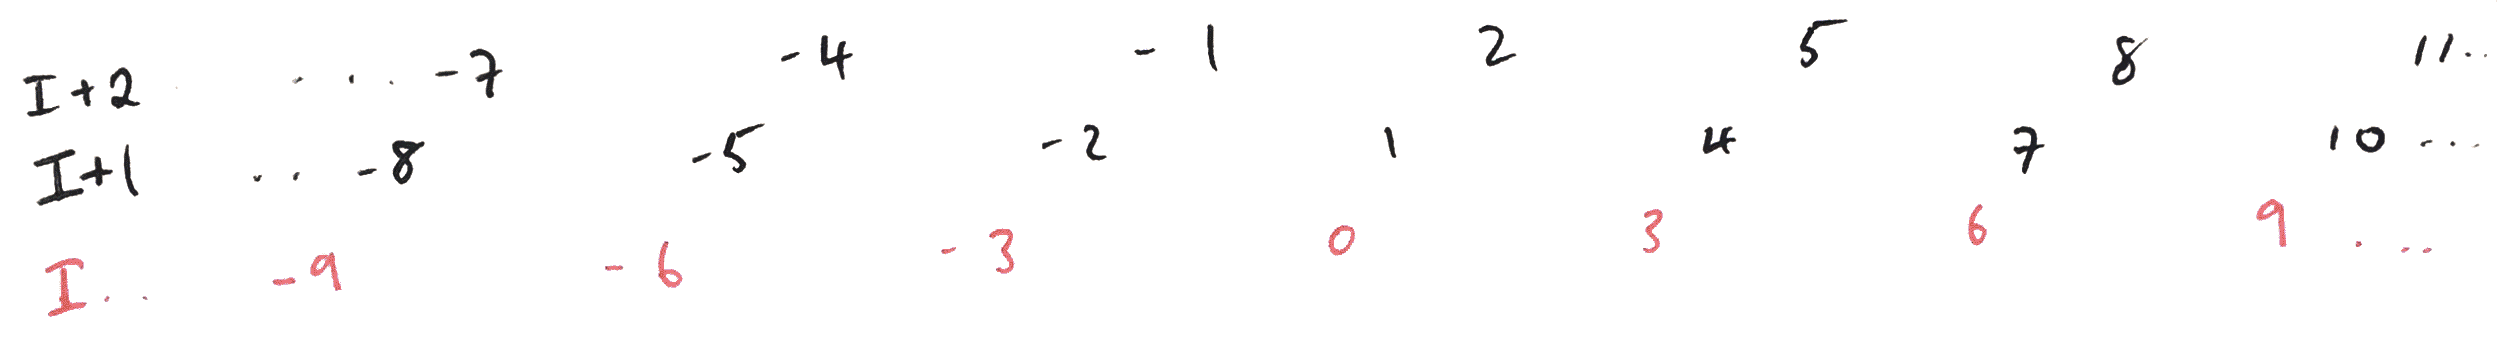 I+2 ... -7 -4 -1 2 5 8 11..
I+1 .. -8 -5 -2 1 4 7 10 ...
I .. -9 -6 -3 0 3 6 9 ...